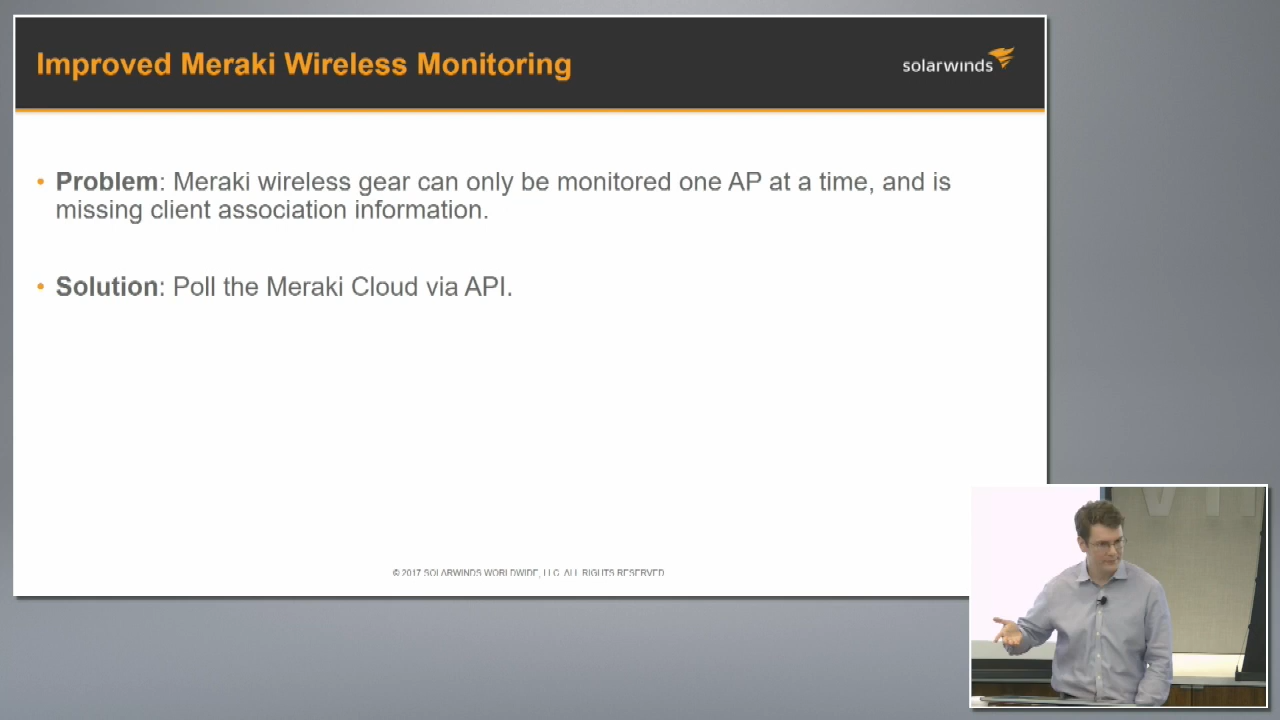 Improved Meraki Wireless Monitoring
solarwinds
• Problem: Meraki wireless gear can only be monitored one AP at a time, and is
missing client association information.
• Solution: Poll the Meraki Cloud via API.
© 2017 SOLARWINDS WORLDWIDE, LLC. ALL RIGHTS RESERVED